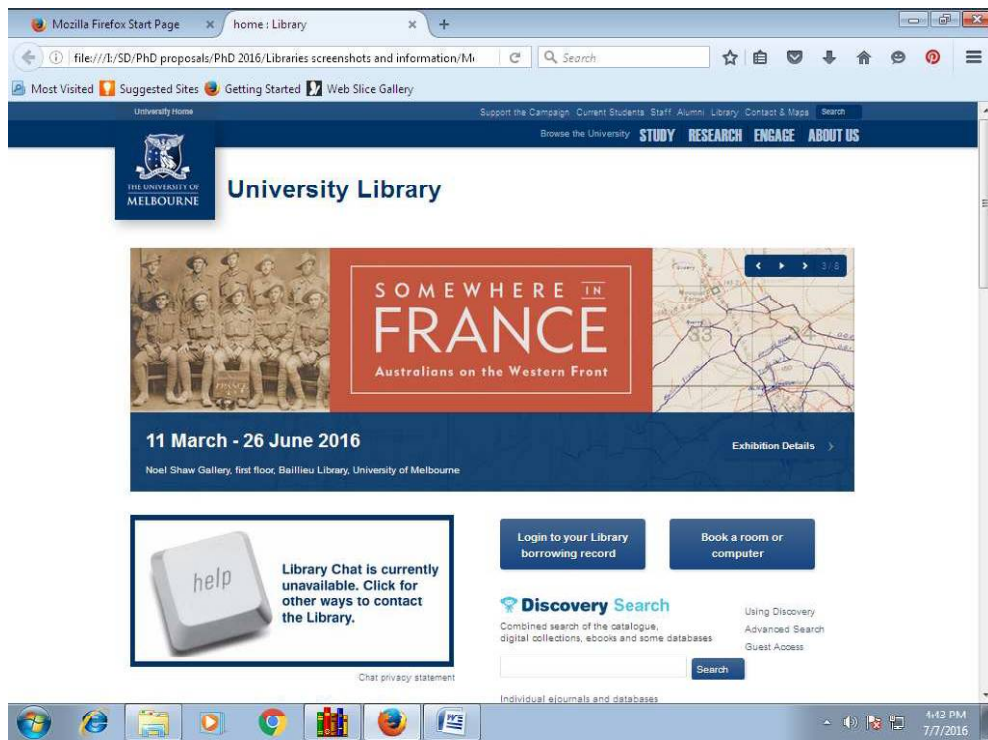 Mozilla Firefox Start Page
home : Library
file:///I:/SD/PhD proposals/PhD 2016/Libraries screenshots and information/M
Search
Most Visited Suggested Sites Getting Started Web Slice Gallery
University Home
Support the Campaign Current Students Staff Alumni Library Contact & Maps Search
Browse the University STUDY RESEARCH ENGAGE ABOUT US
THE UNIVERSITY OF
MELBOURNE
University Library
SOMEWHERE IN
FRANCE
Australians on the Western Front
3/8
FRANCE
33
11 March - 26 June 2016
Exhibition Details
Noel Shaw Gallery, first floor, Baillieu Library, University of Melbourne
help
Library Chat is currently
unavailable. Click for
other ways to contact
the Library.
Chat privacy statement
Login to your Library
borrowing record
Book a room or
computer
Discovery Search
Combined search of the catalogue,
digital collections, ebooks and some databases
Search
Using Discovery
Advanced Search
Guest Access
Individual ejournals and databases
4:43 PM
7/7/2016